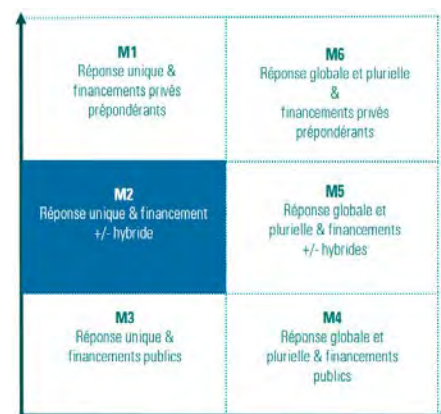 M1
Réponse unique &
financements privés
prépondérants
M6
Réponse globale et plurielle
&
financements privés
prépondérants
M2
Réponse unique & financement
+/- hybride
M5
Réponse globale et
plurielle & financements
+/- hybrides
M3
Réponse unique &
financements publics
M4
Réponse globale et
plurielle & financements
publics